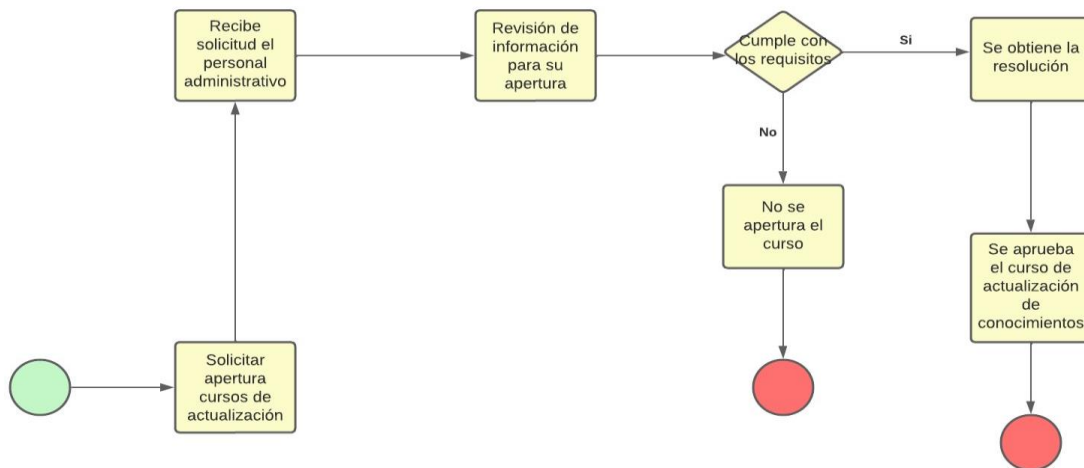 Recibe
solicitud el
personal
administrativo
Revisión de
información
para su
apertura
Cumple con
los requisitos
Si
Se obtiene la
resolución
No
No se
apertura el
curso
Se aprueba
el curso de
actualización
de
conocimientos
Solicitar
apertura
cursos de
actualización